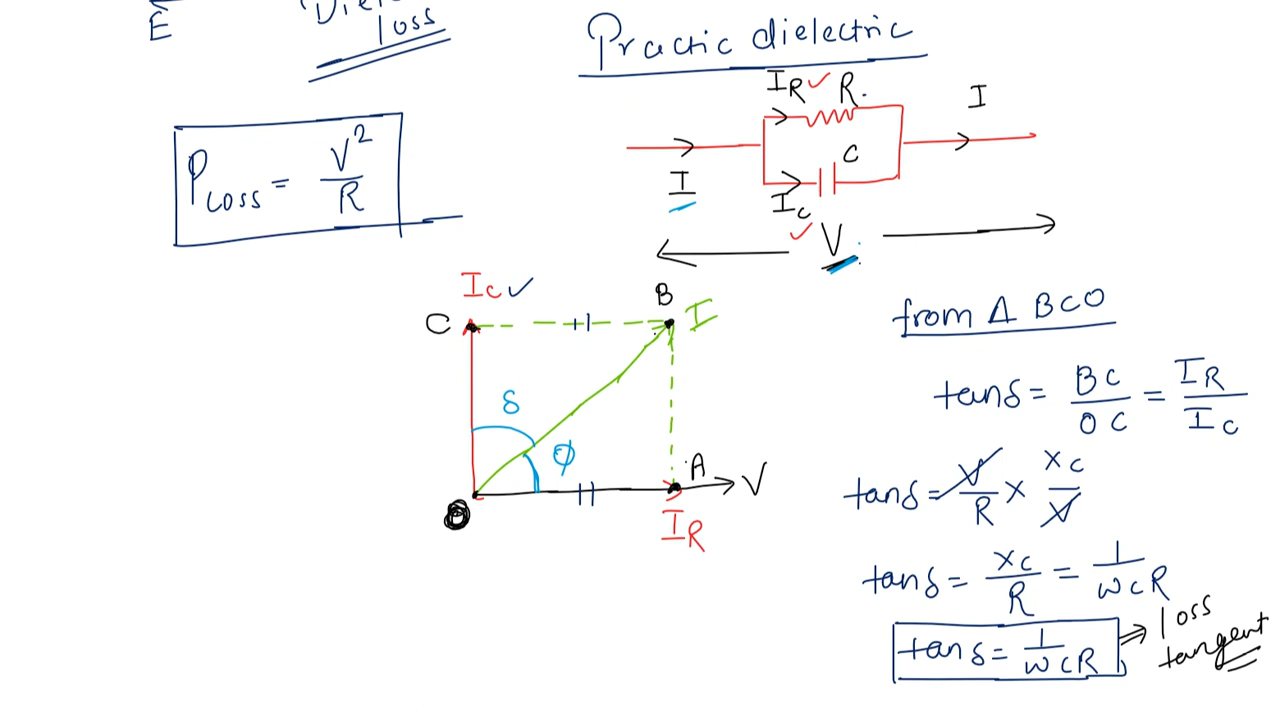 E
loss
Practic dielectric
I_R ✓ R.
I
C
I
I_C ✓
V
P_Loss = V²/R
I_C ✓
C
B
I
δ
ϕ
A
V
O
I_R
from Δ BCO
tanδ = BC/OC = I_R/I_C
tanδ = V/R × X_C/V
tanδ = X_C/R = 1/ωCR
tanδ = 1/ωCR ⇒ loss
tangent